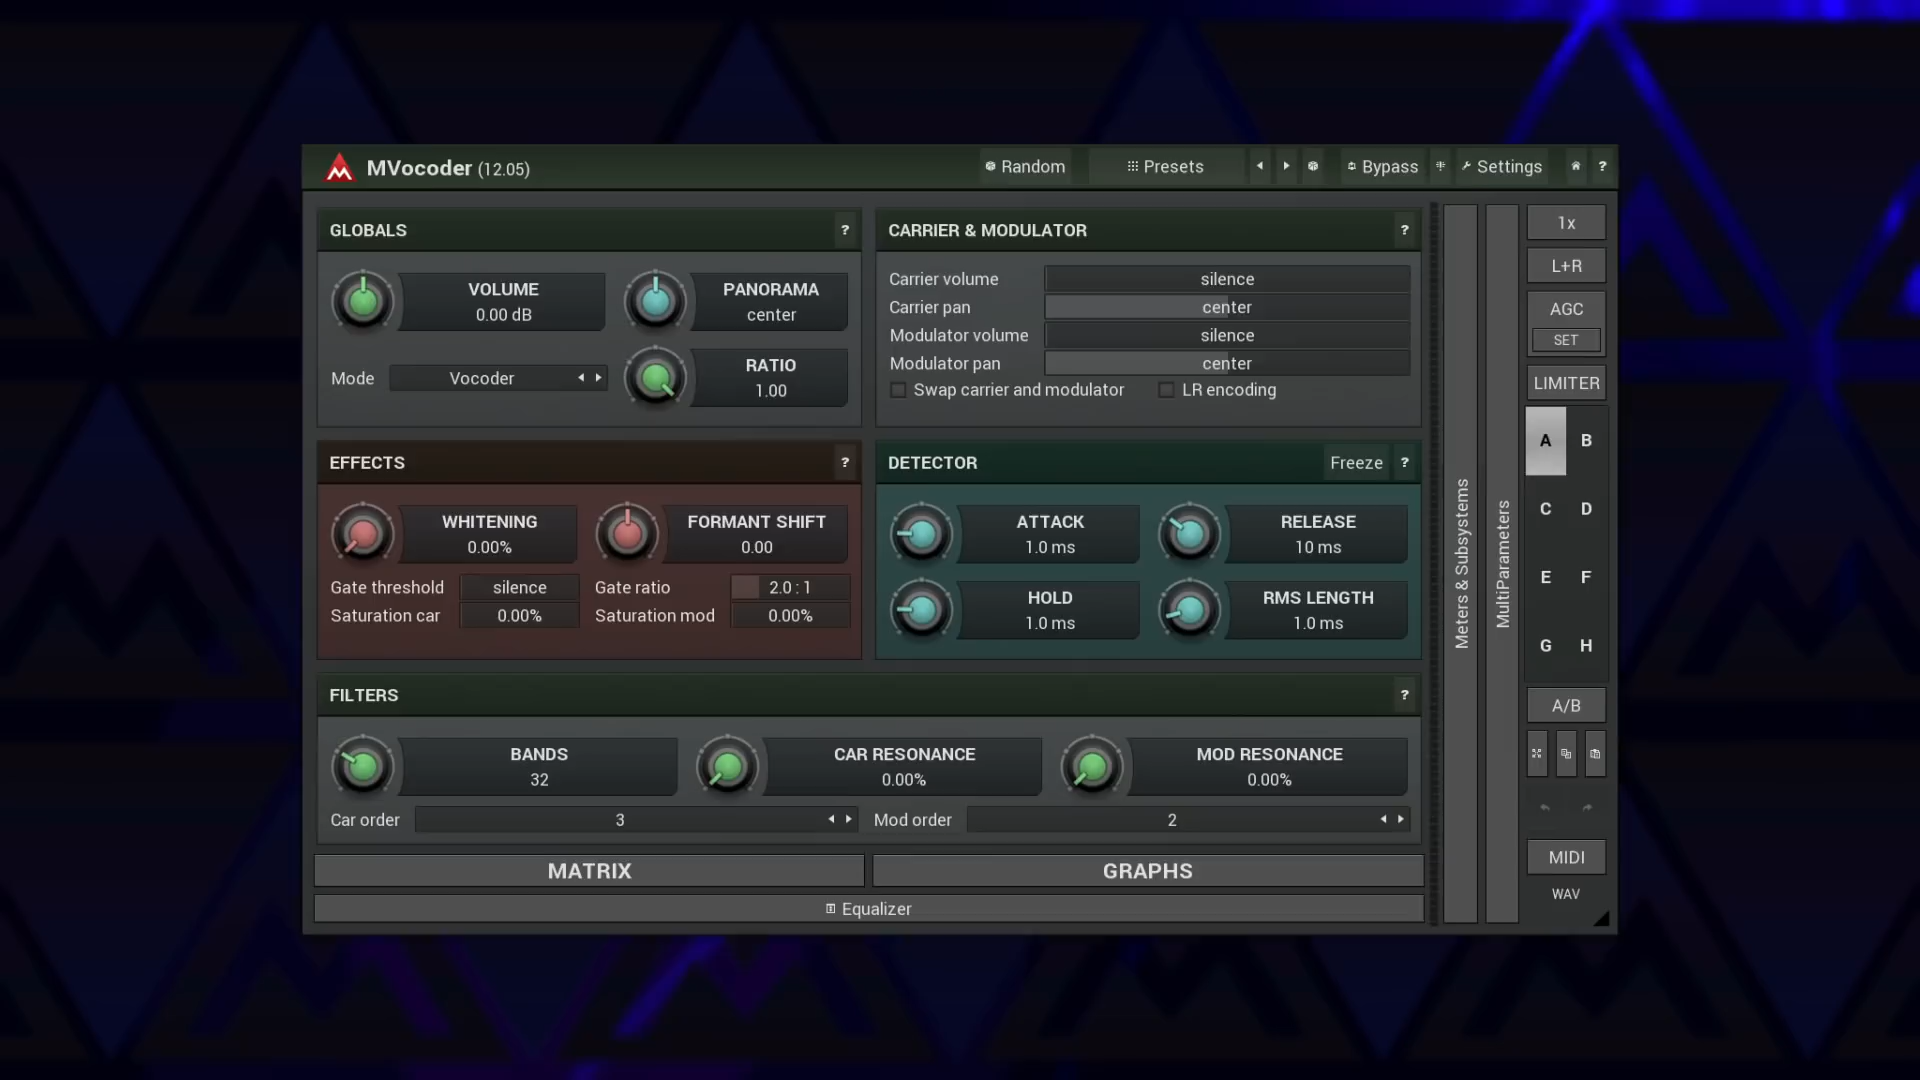 MVocoder (12.05)
Random
Presets
Bypass
Settings
?
GLOBALS
?
VOLUME
0.00 dB
PANORAMA
center
Mode
Vocoder
RATIO
1.00
CARRIER & MODULATOR
?
Carrier volume
silence
Carrier pan
center
Modulator volume
silence
Modulator pan
center
Swap carrier and modulator
LR encoding
EFFECTS
?
WHITENING
0.00%
FORMANT SHIFT
0.00
Gate threshold
silence
Gate ratio
2.0 : 1
Saturation car
0.00%
Saturation mod
0.00%
DETECTOR
Freeze
?
ATTACK
1.0 ms
RELEASE
10 ms
HOLD
1.0 ms
RMS LENGTH
1.0 ms
FILTERS
?
BANDS
32
CAR RESONANCE
0.00%
MOD RESONANCE
0.00%
Car order
3
Mod order
2
MATRIX
GRAPHS
Equalizer
Meters & Subsystems
MultiParameters
1x
L+R
AGC
SET
LIMITER
A
B
C
D
E
F
G
H
A/B
MIDI
WAV